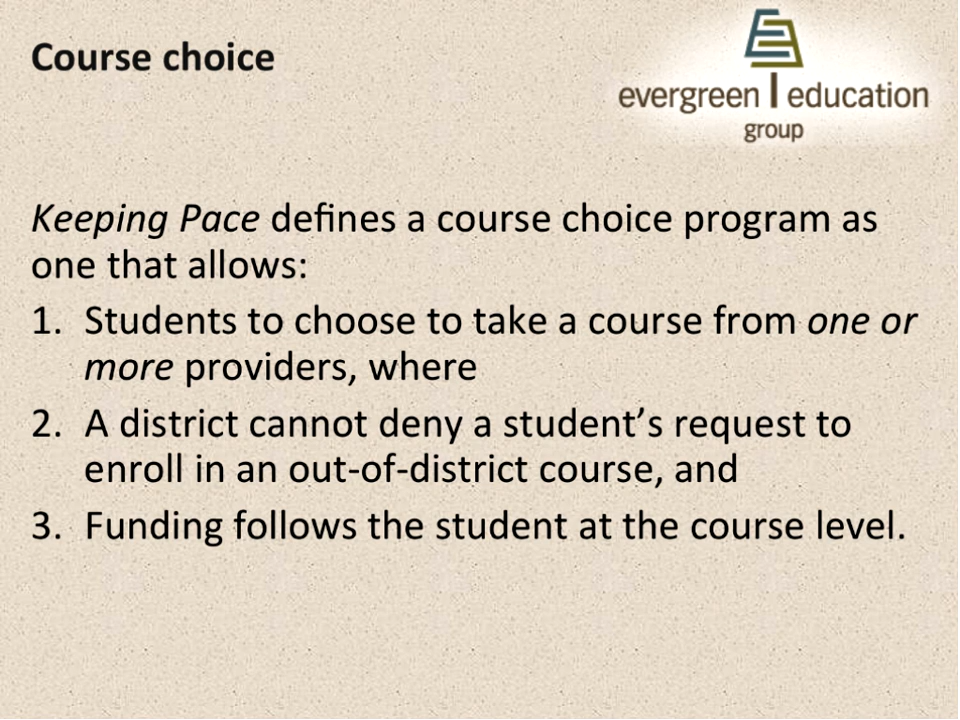 Course choice
evergreen education
group
Keeping Pace defines a course choice program as
one that allows:
1. Students to choose to take a course from one or
more providers, where
2. A district cannot deny a student’s request to
enroll in an out-of-district course, and
3. Funding follows the student at the course level.